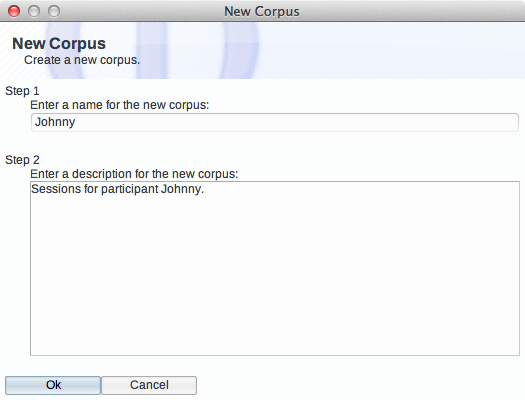 New Corpus
New Corpus
Create a new corpus.
Step 1
Enter a name for the new corpus:
Johnny
Step 2
Enter a description for the new corpus:
Sessions for participant Johnny.
Ok
Cancel